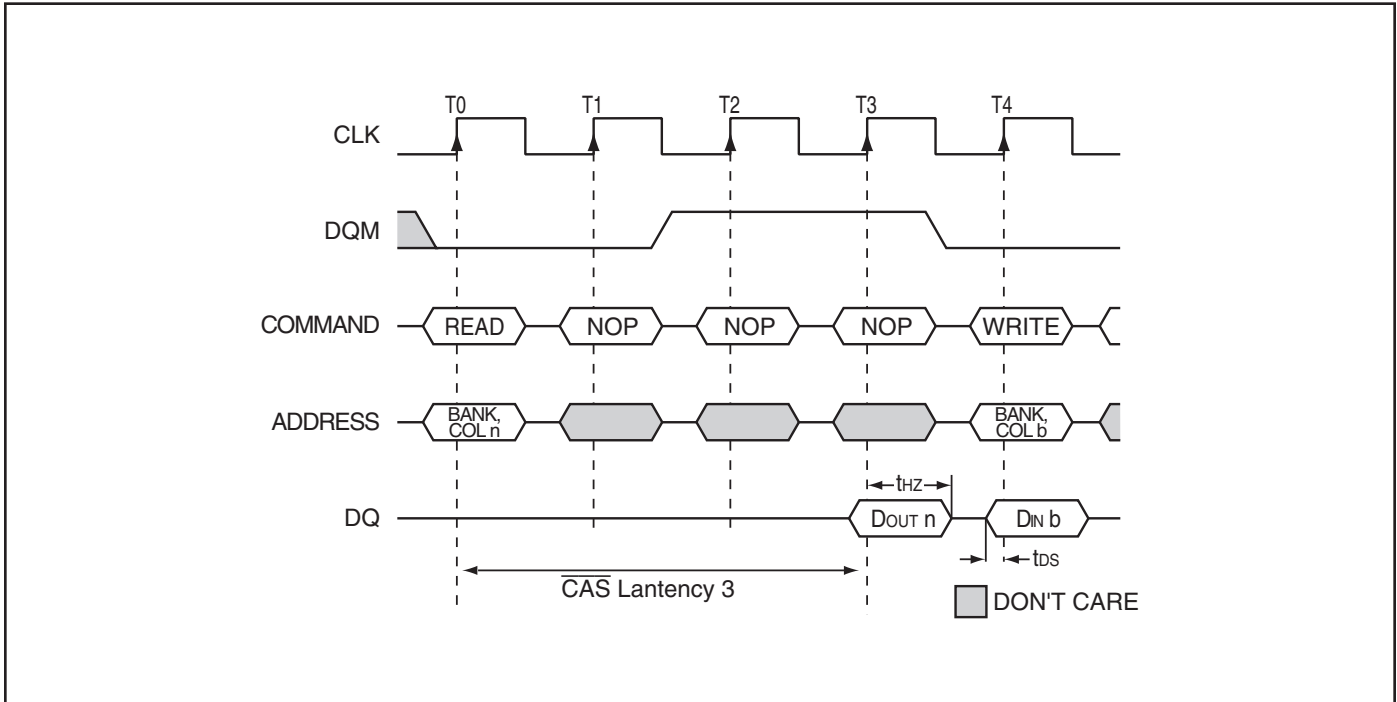 T0 T1 T2 T3 T4
CLK
DQM
COMMAND READ NOP NOP NOP WRITE
ADDRESS BANK, COL n BANK, COL b
tHZ
DQ DOUT n DIN b
tDS
CAS Lantency 3
DON'T CARE